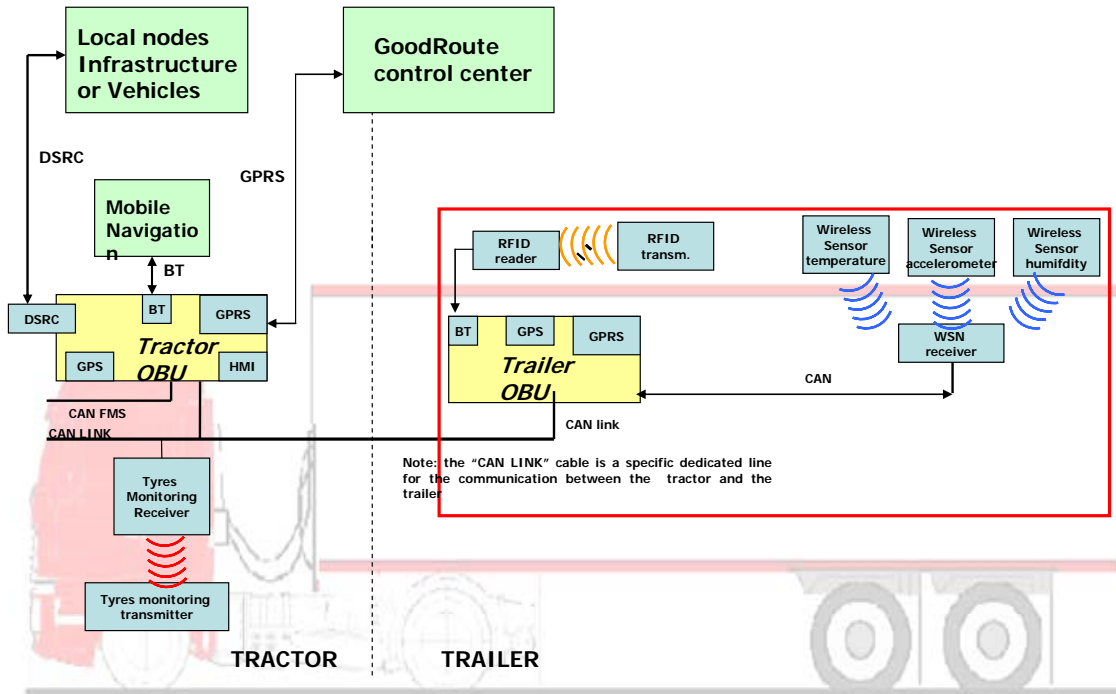 Local nodes
Infrastructure
or Vehicles
GoodRoute
control center
DSRC
GPRS
Mobile
Navigatio
n
BT
RFID
reader
RFID
transm.
Wireless
Sensor
temperature
Wireless
Sensor
accelerometer
Wireless
Sensor
humifdity
DSRC
BT
GPRS
Tractor
OBU
GPS
HMI
BT
GPS
GPRS
Trailer
OBU
WSN
receiver
CAN
CAN FMS
CAN LINK
CAN link
Note: the “CAN LINK” cable is a specific dedicated line
for the communication between the tractor and the
trailer
Tyres
Monitoring
Receiver
Tyres monitoring
transmitter
TRACTOR
TRAILER